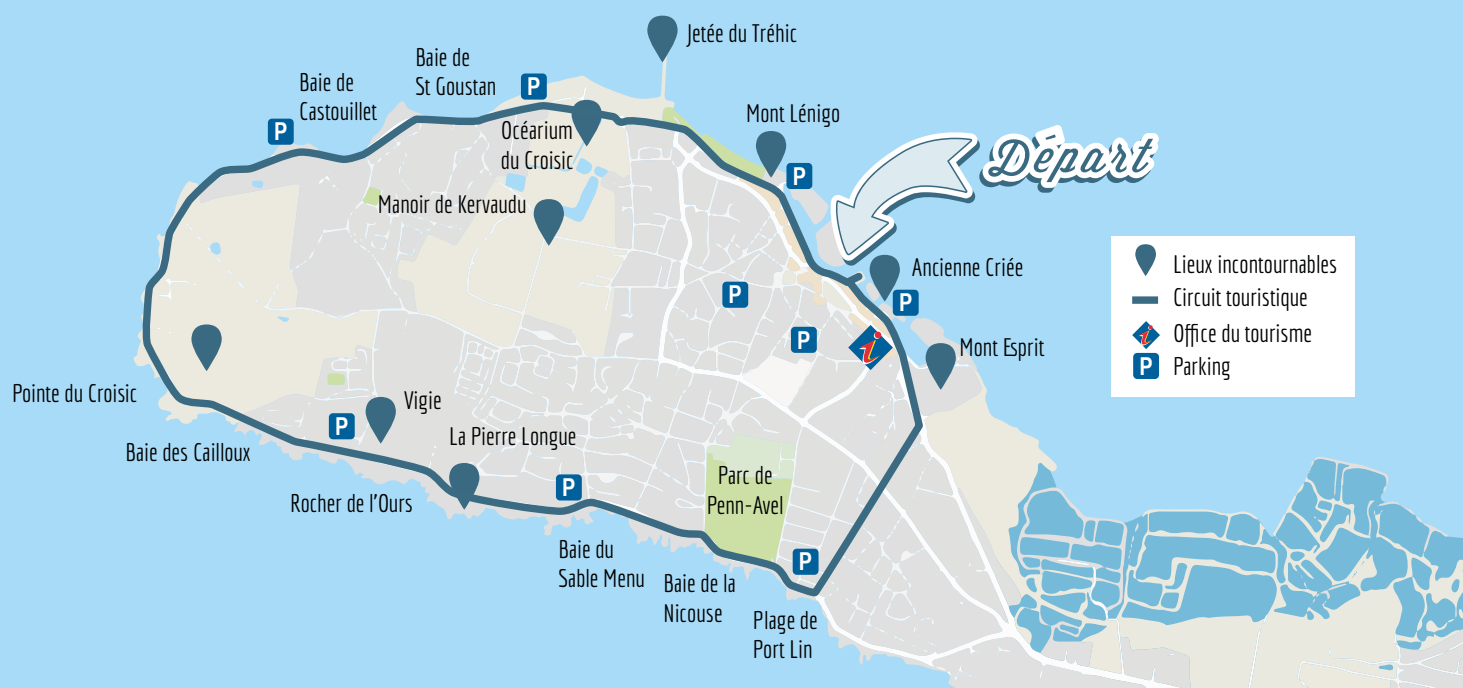 Jetée du Tréhic
Baie de
St Goustan
P
Baie de
Castouillet
P
Océarium
du Croisic
Mont Lénigo
P
Départ
Manoir de Kervaudu
Ancienne Criée
P
P
P
i
Mont Esprit
Lieux incontournables
Circuit touristique
i
Office du tourisme
P
Parking
Pointe du Croisic
Vigie
P
Baie des Cailloux
La Pierre Longue
Rocher de l'Ours
P
Parc de
Penn-Avel
Baie du
Sable Menu
P
Baie de la
Nicouse
Plage de
Port Lin